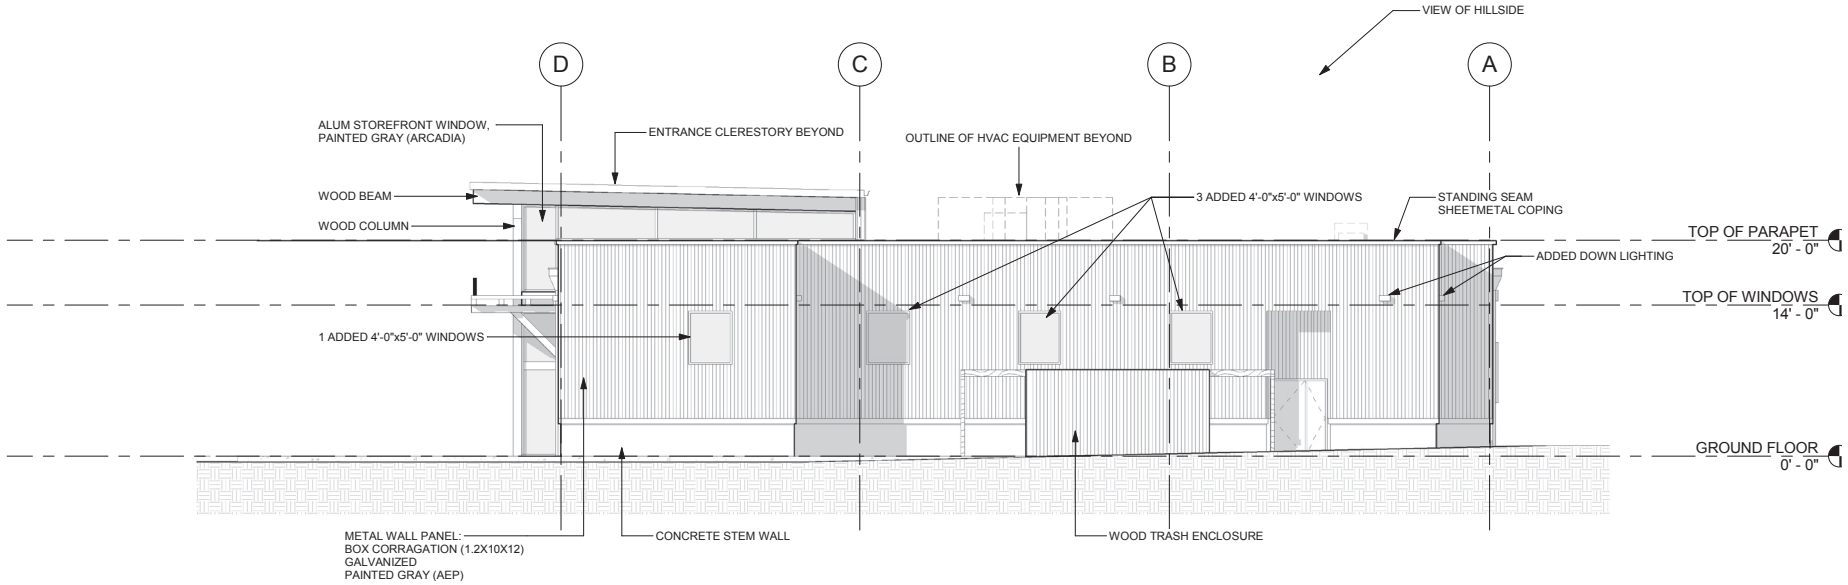 VIEW OF HILLSIDE
D
C
B
A
ALUM STOREFRONT WINDOW,
PAINTED GRAY (ARCADIA)
ENTRANCE CLERESTORY BEYOND
OUTLINE OF HVAC EQUIPMENT BEYOND
WOOD BEAM
3 ADDED 4'-0"x5'-0" WINDOWS
STANDING SEAM
SHEETMETAL COPING
WOOD COLUMN
TOP OF PARAPET
20' - 0"
ADDED DOWN LIGHTING
TOP OF WINDOWS
14' - 0"
1 ADDED 4'-0"x5'-0" WINDOWS
GROUND FLOOR
0' - 0"
METAL WALL PANEL:
BOX CORRAGATION (1.2X10X12)
GALVANIZED
PAINTED GRAY (AEP)
CONCRETE STEM WALL
WOOD TRASH ENCLOSURE